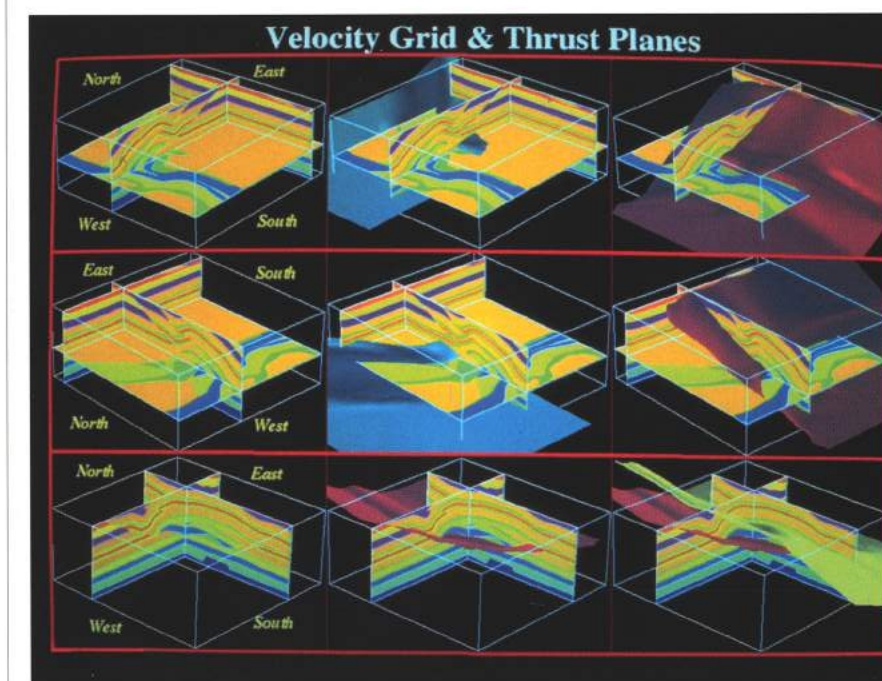 Velocity Grid & Thrust Planes
North East
West South
East South
North West
North East
West South